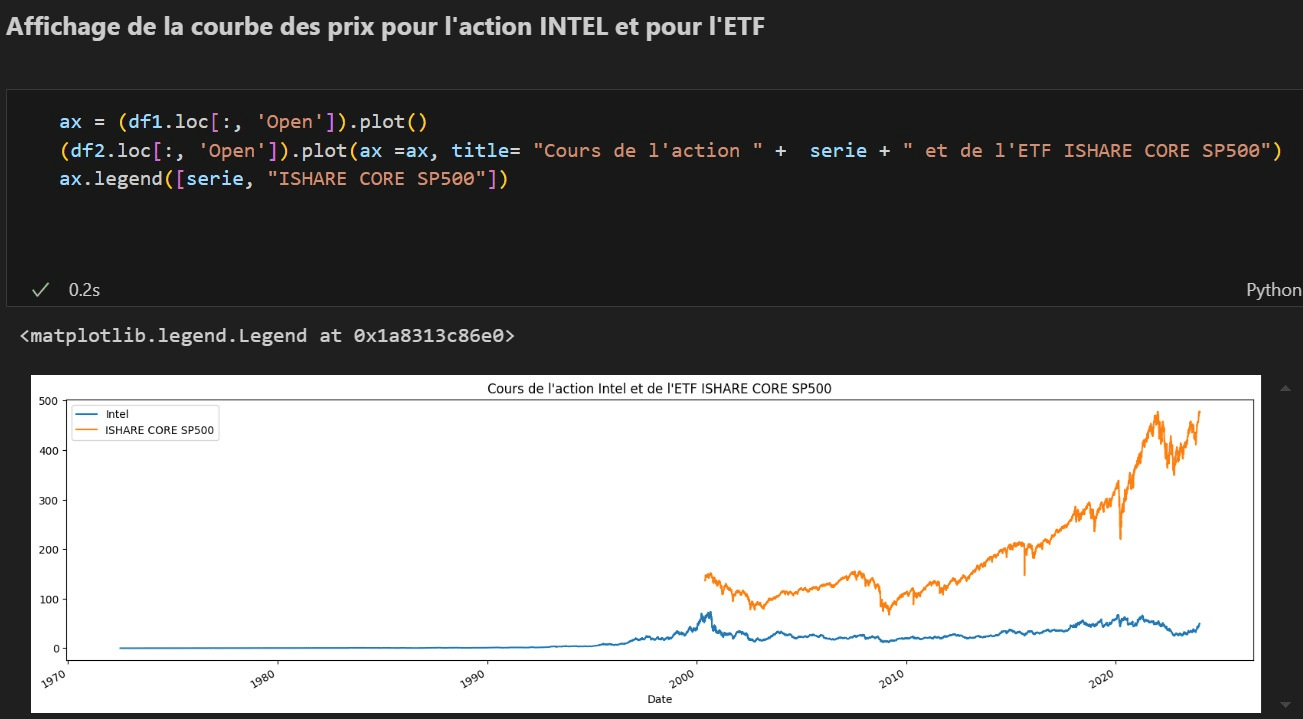 Affichage de la courbe des prix pour l'action INTEL et pour l'ETF
ax = (df1.loc[:, 'Open']).plot()
(df2.loc[:, 'Open']).plot(ax =ax, title= "Cours de l'action " +  serie + " et de l'ETF ISHARE CORE SP500")
ax.legend([serie, "ISHARE CORE SP500"])
0.2s
Python
<matplotlib.legend.Legend at 0x1a8313c86e0>
Cours de l'action Intel et de l'ETF ISHARE CORE SP500
Intel
ISHARE CORE SP500
500
400
300
200
100
0
1970
1980
1990
2000
2010
2020
Date